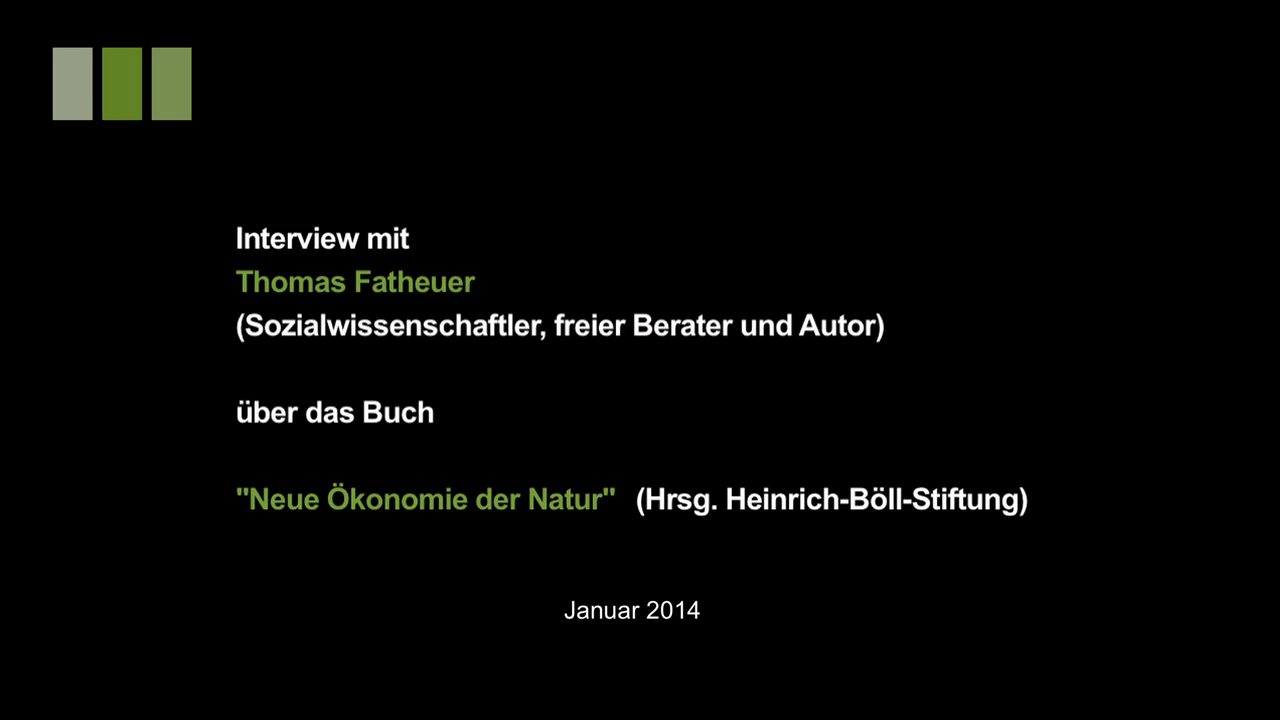 Interview mit
Thomas Fatheuer
(Sozialwissenschaftler, freier Berater und Autor)
über das Buch
"Neue Ökonomie der Natur" (Hrsg. Heinrich-Böll-Stiftung)
Januar 2014